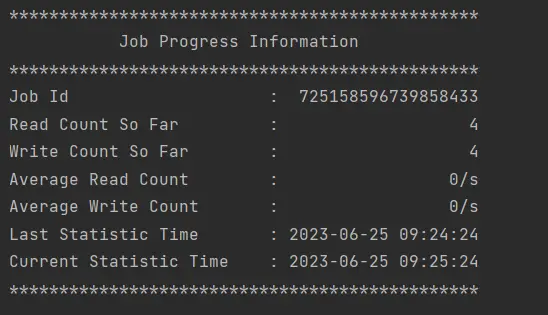 ***********************************************
Job Progress Information
***********************************************
Job Id                    :  725158596739858433
Read Count So Far         :                   4
Write Count So Far        :                   4
Average Read Count        :                 0/s
Average Write Count       :                 0/s
Last Statistic Time       : 2023-06-25 09:24:24
Current Statistic Time    : 2023-06-25 09:25:24
***********************************************